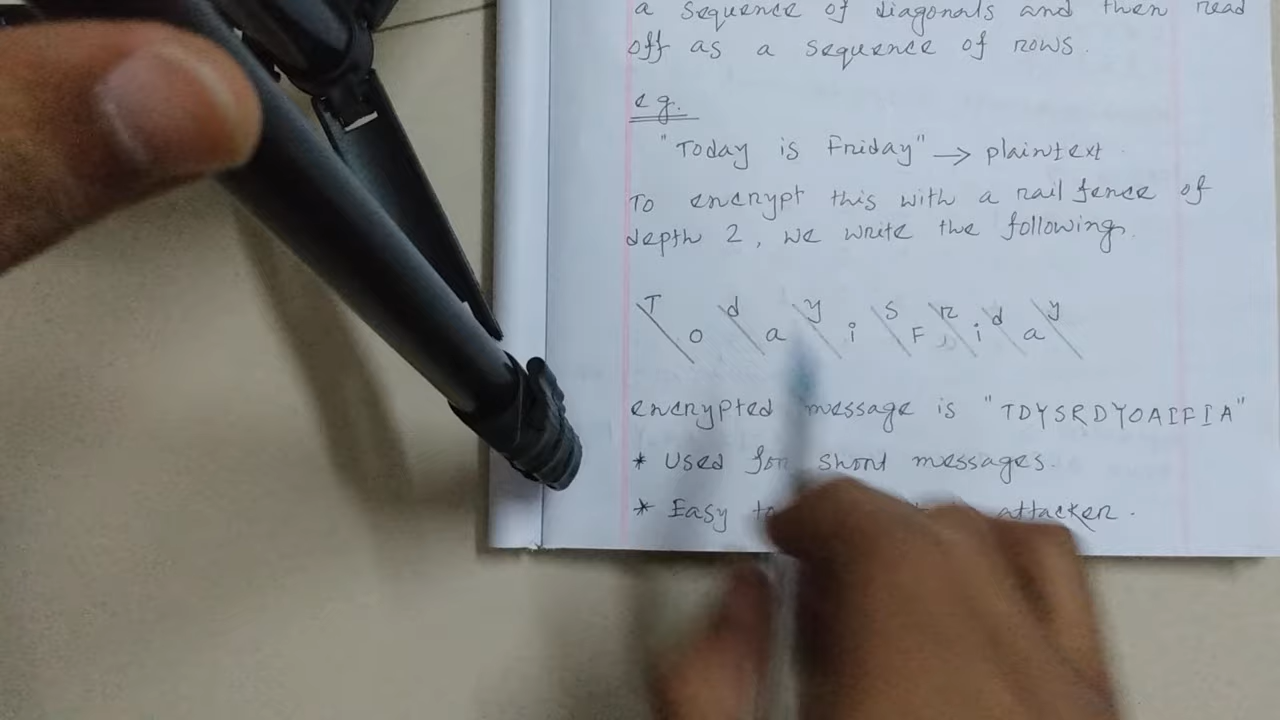 a sequence of diagonals and then read
off as a sequence of rows.
eg.
"Today is Friday" → plaintext.
To encrypt this with a rail fence of
depth 2, we write the following.
T d y S r d y
o a i F i a
encrypted message is "TDYSRDYOAIFIA"
* Used for short messages.
* Easy to attacker.